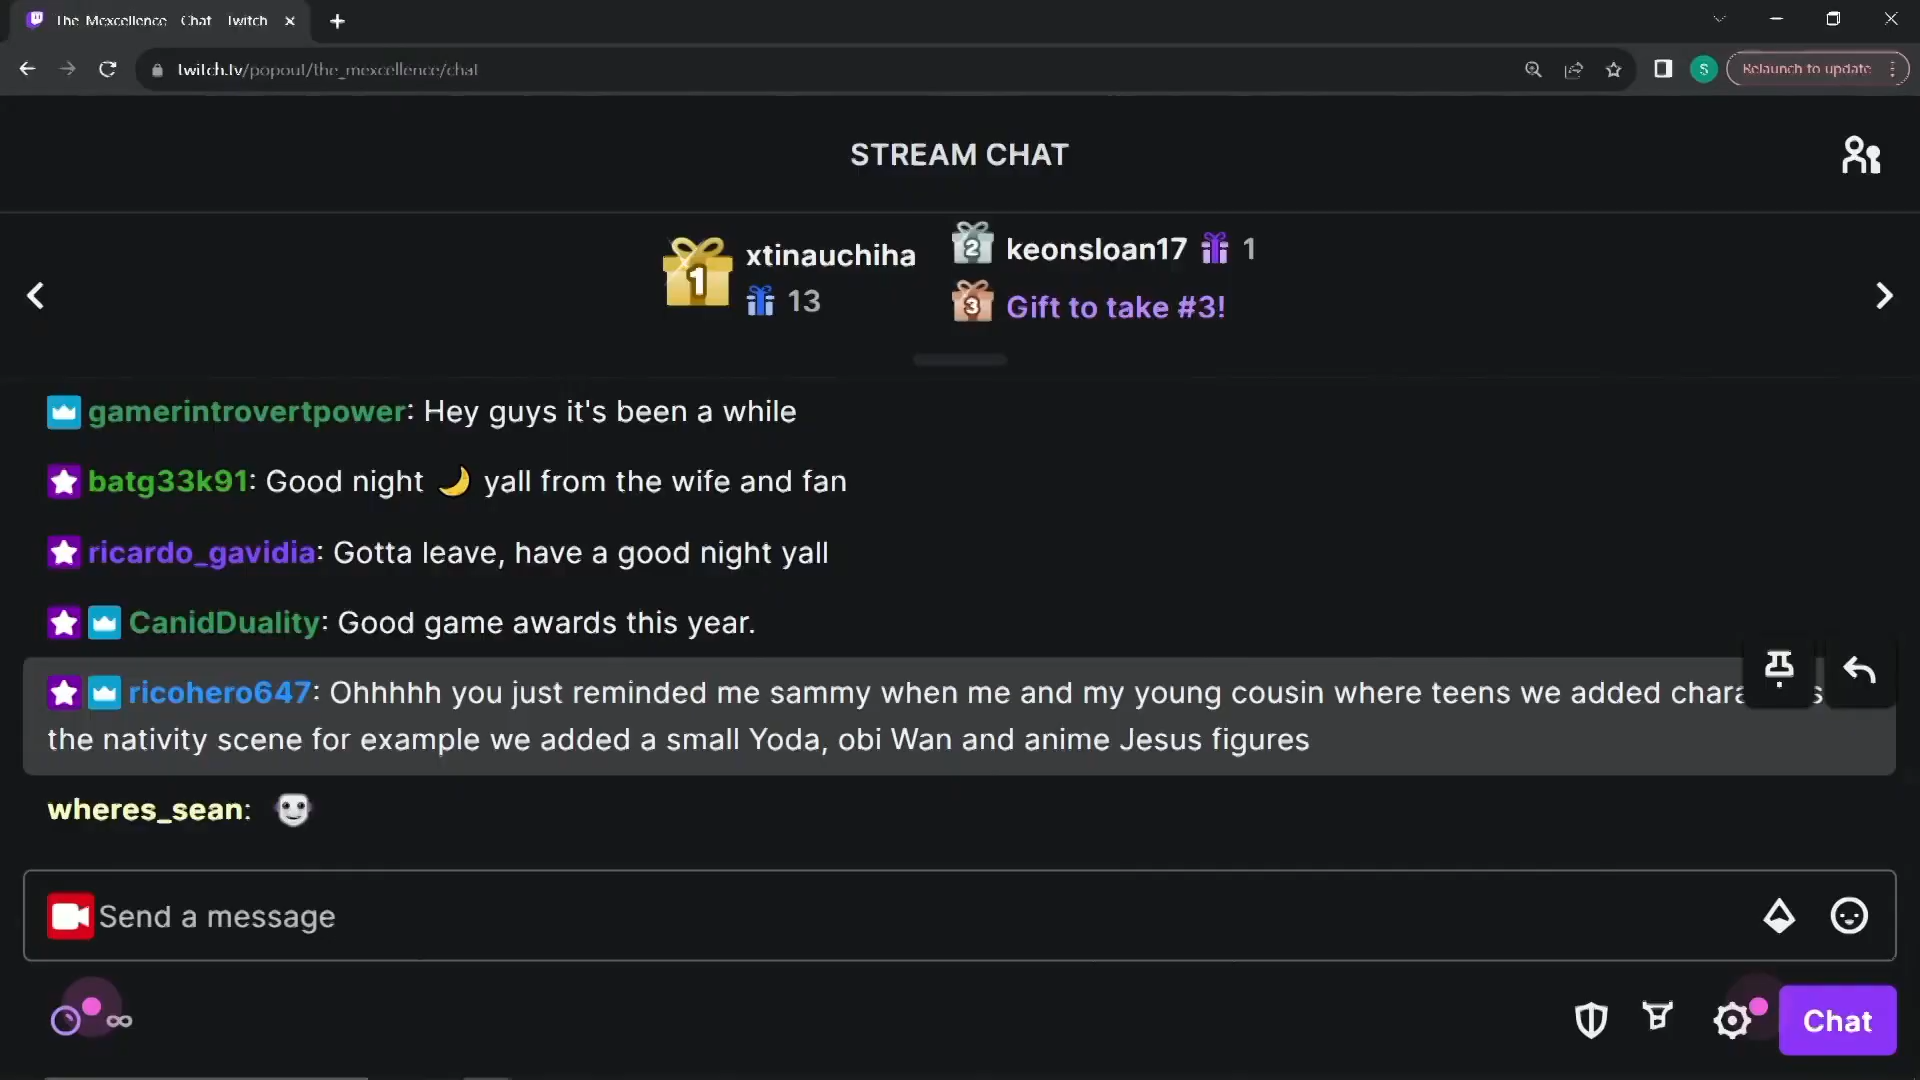 The Mexcellence Chat Twitch
twitch.tv/popout/the_mexcellence/chat
S
Relaunch to update
STREAM CHAT
1
xtinauchiha
13
2 keonsloan17 1
3 Gift to take #3!
gamerintrovertpower: Hey guys it's been a while
batg33k91: Good night 🌙 yall from the wife and fan
ricardo_gavidia: Gotta leave, have a good night yall
CanidDuality: Good game awards this year.
ricohero647: Ohhhhh you just reminded me sammy when me and my young cousin where teens we added chara s
the nativity scene for example we added a small Yoda, obi Wan and anime Jesus figures
wheres_sean:
Send a message
∞
Chat